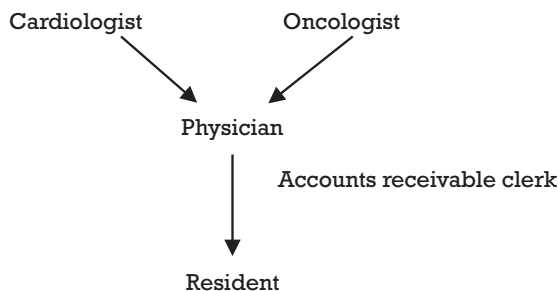 Cardiologist Oncologist
Physician
Accounts receivable clerk
Resident